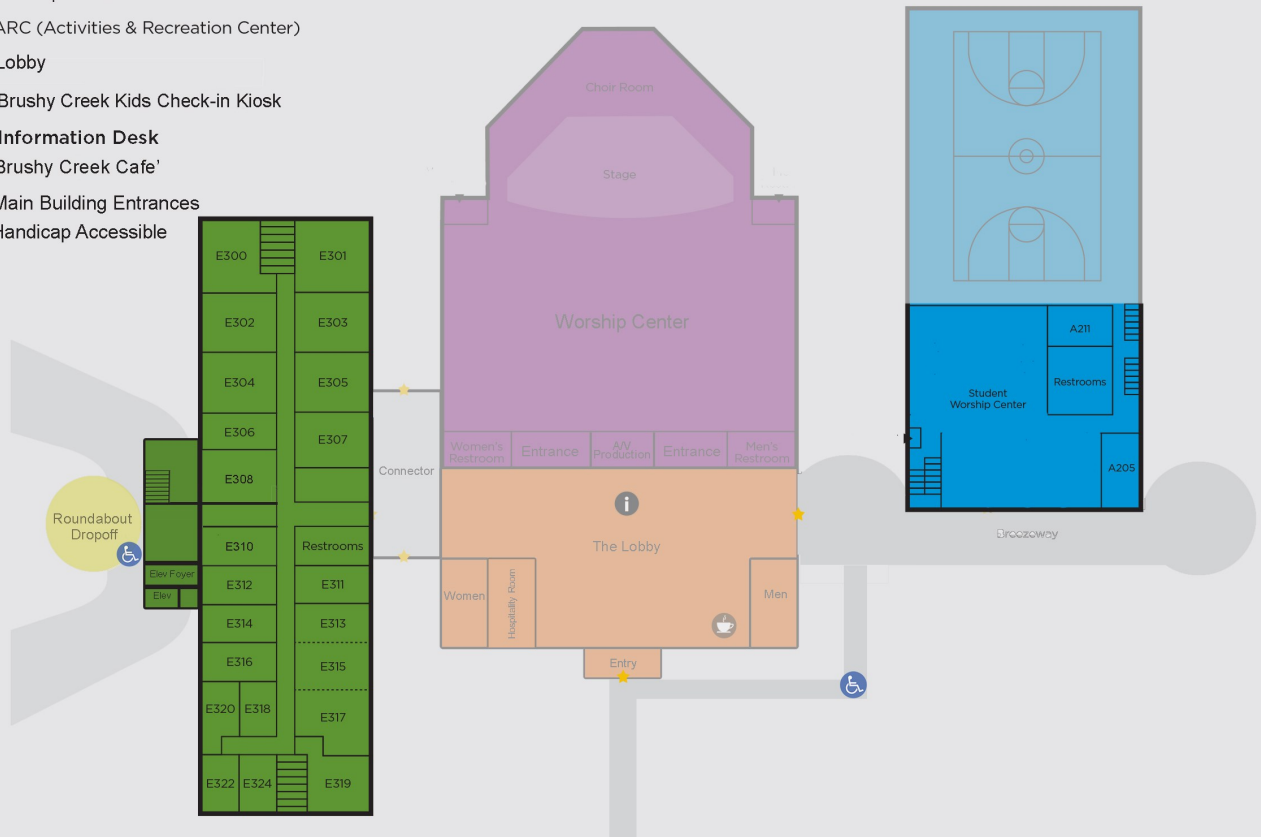 ARC (Activities & Recreation Center)
Lobby
Brushy Creek Kids Check-in Kiosk
Information Desk
Brushy Creek Cafe’
Main Building Entrances
Handicap Accessible
Choir Room
Stage
Worship Center
Women's
Restroom
Entrance
A/V
Production
Entrance
Men's
Restroom
Connector
i
The Lobby
Women
Hospitality Room
Men
Entry
E300
E301
E302
E303
E304
E305
E306
E307
E308
E310
Restrooms
E312
E311
E314
E313
E316
E315
E320
E318
E317
E322
E324
E319
Roundabout
Dropoff
Elev Foyer
Elev
A211
Restrooms
Student
Worship Center
A205
Breezeway